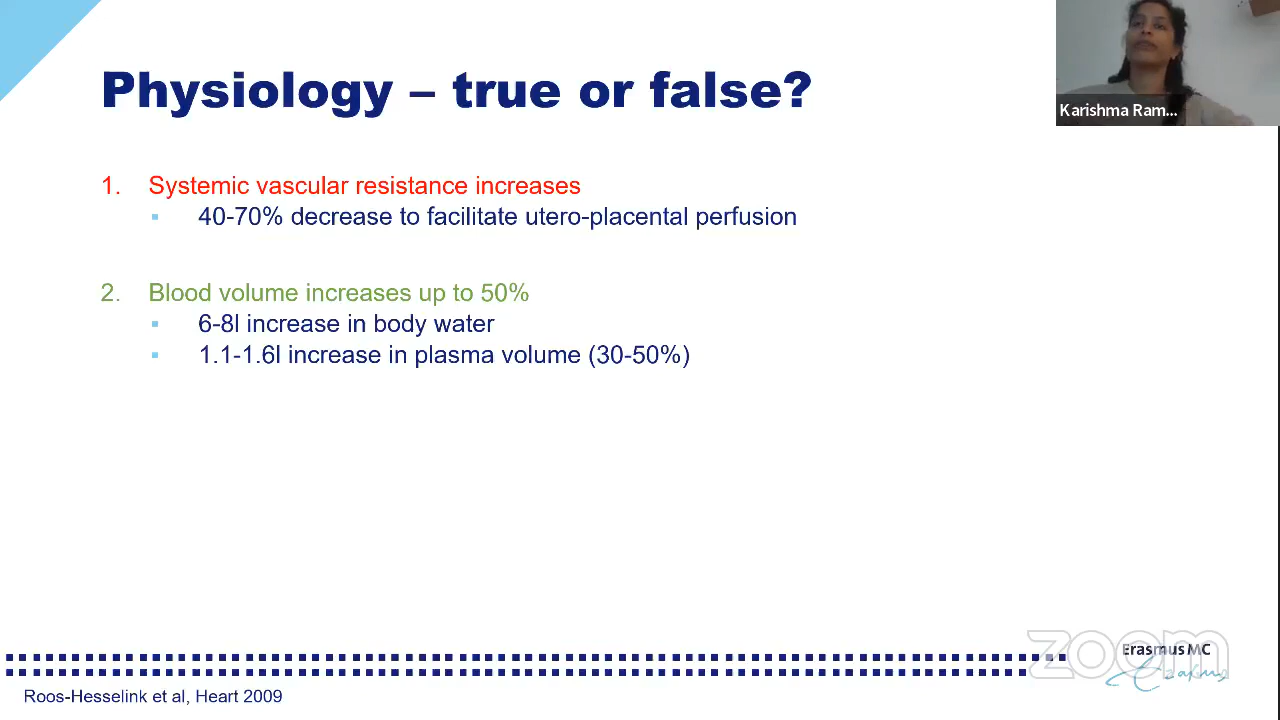 Physiology – true or false?
Karishma Ram...
1. Systemic vascular resistance increases
▪ 40-70% decrease to facilitate utero-placental perfusion
2. Blood volume increases up to 50%
▪ 6-8l increase in body water
▪ 1.1-1.6l increase in plasma volume (30-50%)
zoom
Erasmus MC
Erasmus
Roos-Hesselink et al, Heart 2009